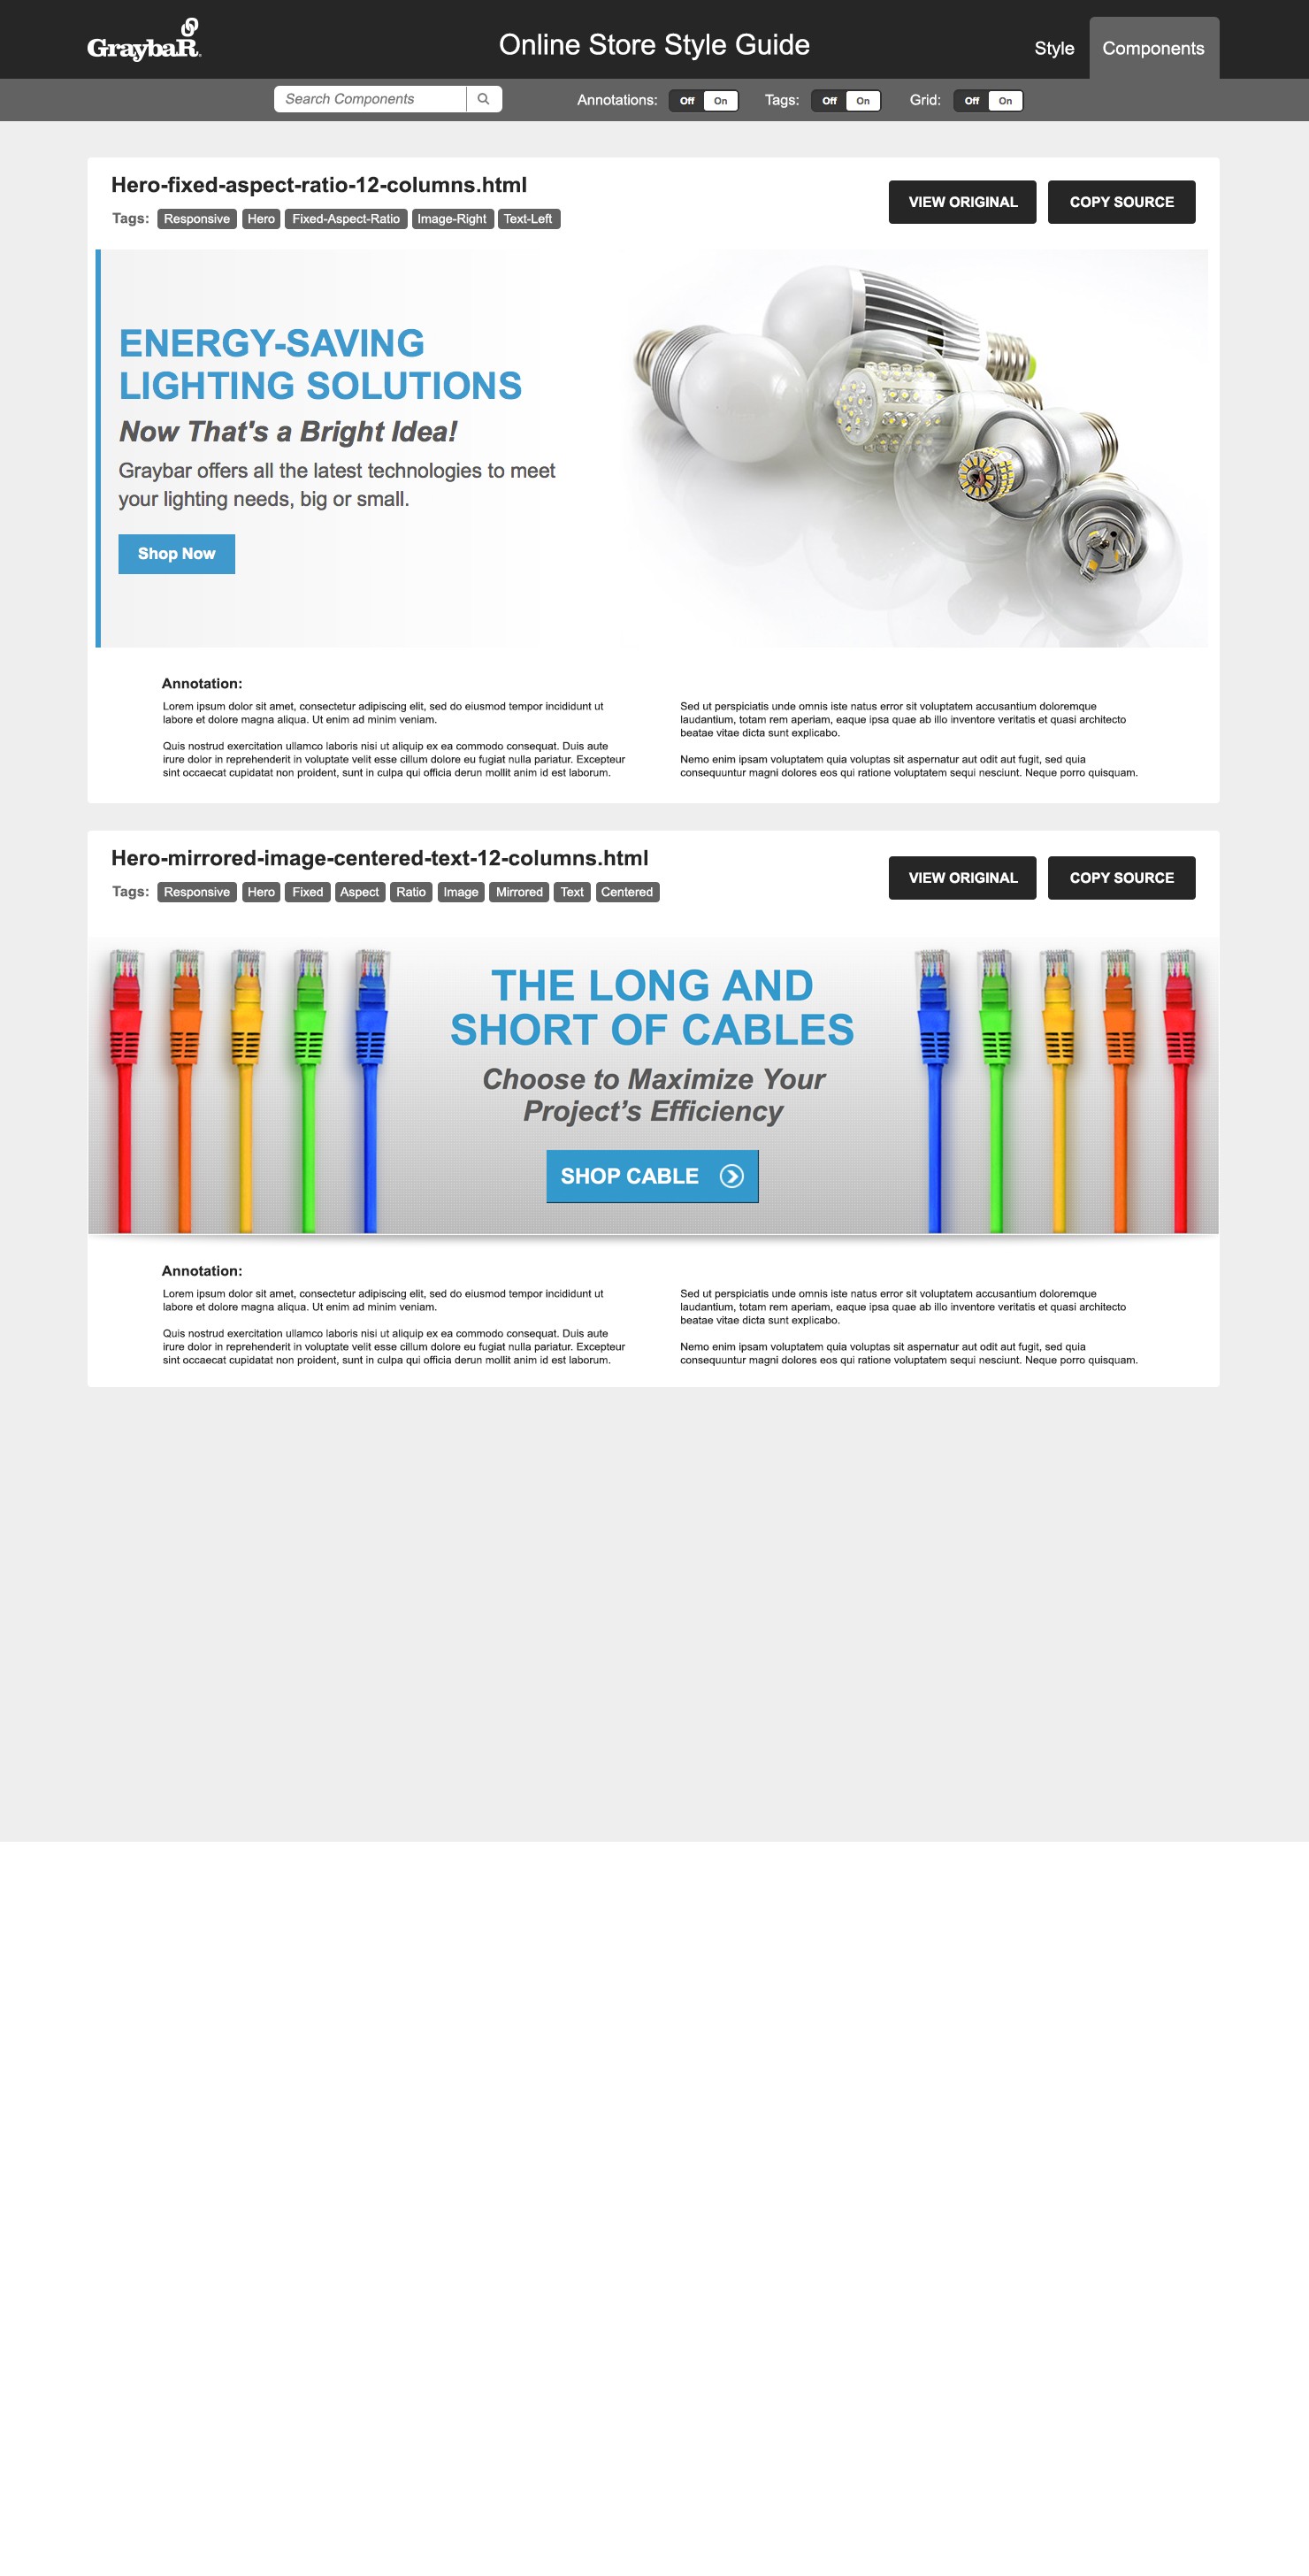 GraybaR
Online Store Style Guide
Style
Components
Search Components
Annotations:
Off
On
Tags:
Off
On
Grid:
Off
On
Hero-fixed-aspect-ratio-12-columns.html
VIEW ORIGINAL
COPY SOURCE
Tags: Responsive Hero Fixed-Aspect-Ratio Image-Right Text-Left
ENERGY-SAVING
LIGHTING SOLUTIONS
Now That's a Bright Idea!
Graybar offers all the latest technologies to meet
your lighting needs, big or small.
Shop Now
Annotation:
Lorem ipsum dolor sit amet, consectetur adipiscing elit, sed do eiusmod tempor incididunt ut
labore et dolore magna aliqua. Ut enim ad minim veniam.
Quis nostrud exercitation ullamco laboris nisi ut aliquip ex ea commodo consequat. Duis aute
irure dolor in reprehenderit in voluptate velit esse cillum dolore eu fugiat nulla pariatur. Excepteur
sint occaecat cupidatat non proident, sunt in culpa qui officia derun mollit anim id est laborum.
Sed ut perspiciatis unde omnis iste natus error sit voluptatem accusantium doloremque
laudantium, totam rem aperiam, eaque ipsa quae ab illo inventore veritatis et quasi architecto
beatae vitae dicta sunt explicabo.
Nemo enim ipsam voluptatem quia voluptas sit aspernatur aut odit aut fugit, sed quia
consequuntur magni dolores eos qui ratione voluptatem sequi nesciunt. Neque porro quisquam.
Hero-mirrored-image-centered-text-12-columns.html
VIEW ORIGINAL
COPY SOURCE
Tags: Responsive Hero Fixed Aspect Ratio Image Mirrored Text Centered
THE LONG AND
SHORT OF CABLES
Choose to Maximize Your
Project’s Efficiency
SHOP CABLE
Annotation:
Lorem ipsum dolor sit amet, consectetur adipiscing elit, sed do eiusmod tempor incididunt ut
labore et dolore magna aliqua. Ut enim ad minim veniam.
Quis nostrud exercitation ullamco laboris nisi ut aliquip ex ea commodo consequat. Duis aute
irure dolor in reprehenderit in voluptate velit esse cillum dolore eu fugiat nulla pariatur. Excepteur
sint occaecat cupidatat non proident, sunt in culpa qui officia derun mollit anim id est laborum.
Sed ut perspiciatis unde omnis iste natus error sit voluptatem accusantium doloremque
laudantium, totam rem aperiam, eaque ipsa quae ab illo inventore veritatis et quasi architecto
beatae vitae dicta sunt explicabo.
Nemo enim ipsam voluptatem quia voluptas sit aspernatur aut odit aut fugit, sed quia
consequuntur magni dolores eos qui ratione voluptatem sequi nesciunt. Neque porro quisquam.